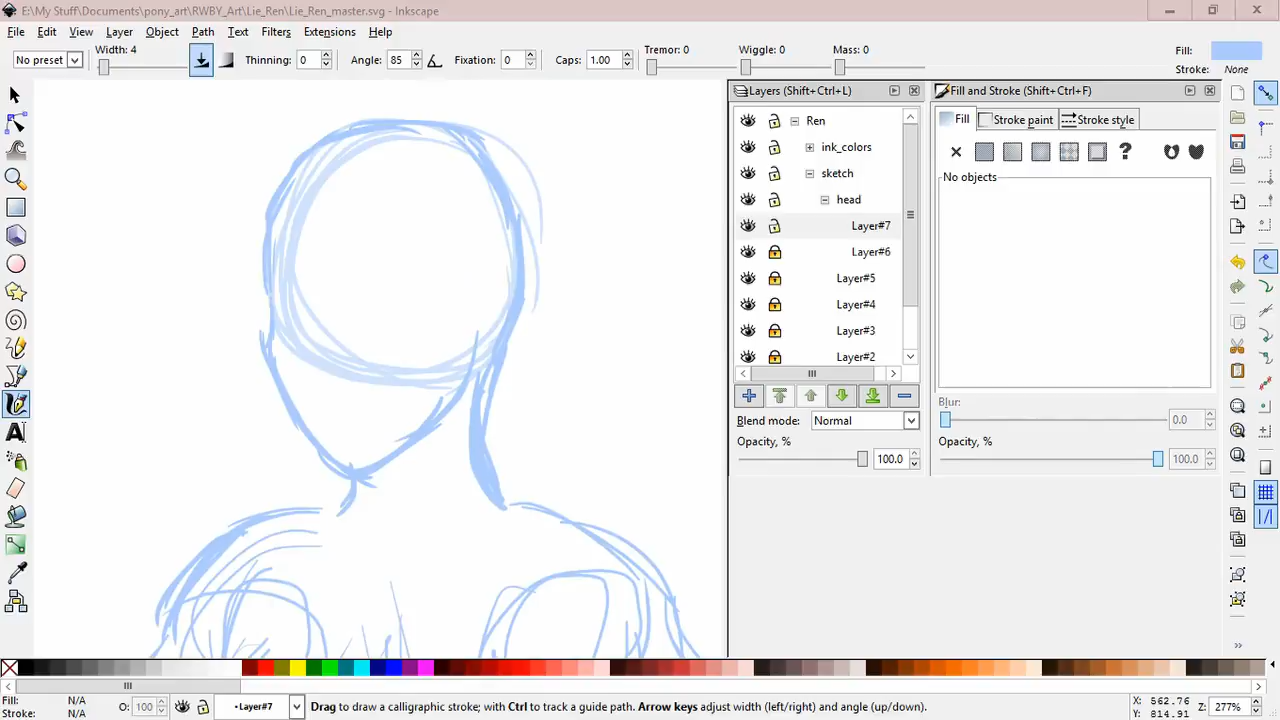 E:\My Stuff\Documents\pony_art\RWBY_Art\Lie_Ren\Lie_Ren_master.svg - Inkscape
File Edit View Layer Object Path Text Filters Extensions Help
No preset Width: 4 Thinning: 0 Angle: 85 Fixation: 0 Caps: 1.00 Tremor: 0 Wiggle: 0 Mass: 0 Fill:
Stroke: None
Layers (Shift+Ctrl+L) Fill and Stroke (Shift+Ctrl+F)
Ren Fill Stroke paint Stroke style
ink_colors ?
sketch No objects
head
Layer#7
Layer#6
Layer#5
Layer#4
Layer#3
Layer#2
Blur: 0.0
Blend mode: Normal
Opacity, % Opacity, %
100.0 100.0
Fill: N/A O: 100 •Layer#7 Drag to draw a calligraphic stroke; with Ctrl to track a guide path. Arrow keys adjust width (left/right) and angle (up/down). X: 562.76 Z: 277%
Stroke: N/A Y: 814.91